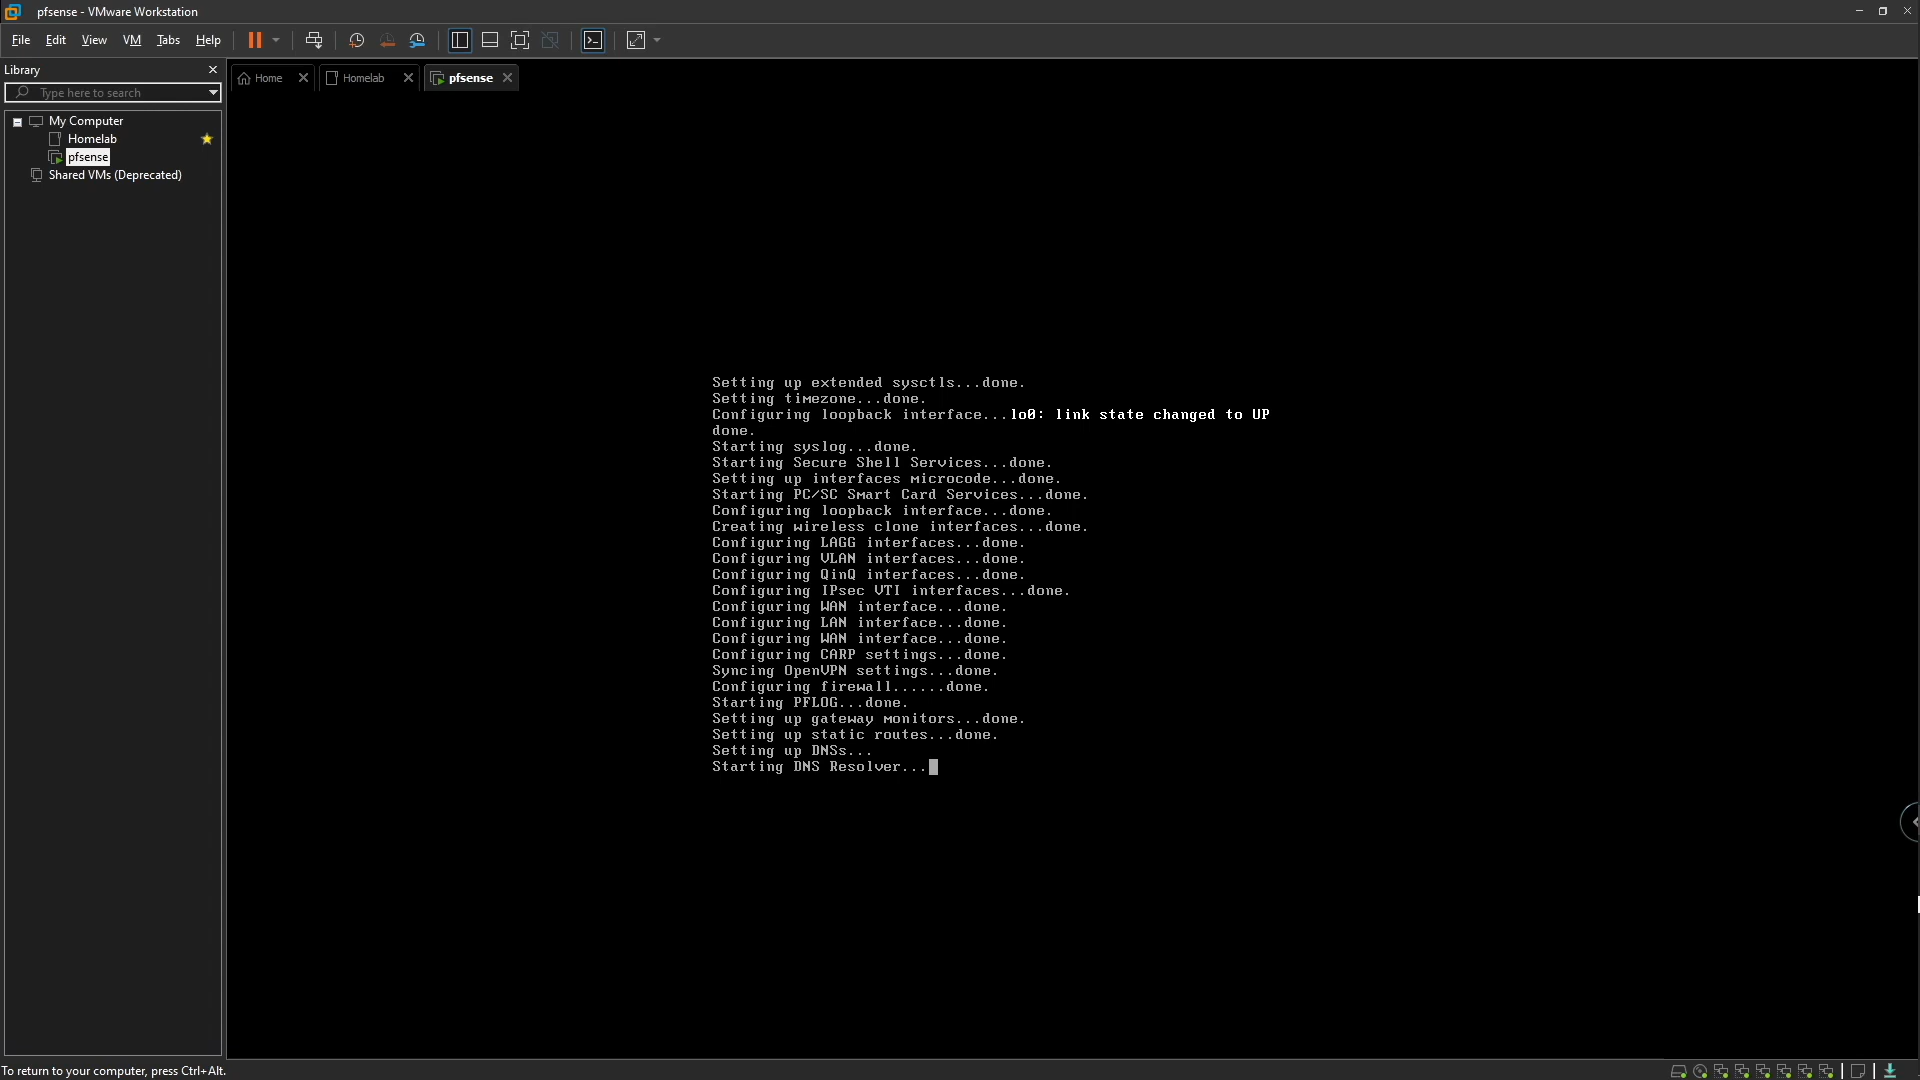 pfsense - VMware Workstation
File Edit View VM Tabs Help
Library
Type here to search
My Computer
Homelab
pfsense
Shared VMs (Deprecated)
Home Homelab pfsense
Setting up extended sysctls...done.
Setting timezone...done.
Configuring loopback interface...lo0: link state changed to UP
done.
Starting syslog...done.
Starting Secure Shell Services...done.
Setting up interfaces microcode...done.
Starting PC/SC Smart Card Services...done.
Configuring loopback interface...done.
Creating wireless clone interfaces...done.
Configuring LAGG interfaces...done.
Configuring VLAN interfaces...done.
Configuring QinQ interfaces...done.
Configuring IPsec VTI interfaces...done.
Configuring WAN interface...done.
Configuring LAN interface...done.
Configuring WAN interface...done.
Configuring CARP settings...done.
Syncing OpenVPN settings...done.
Configuring firewall......done.
Starting PFLOG...done.
Setting up gateway monitors...done.
Setting up static routes...done.
Setting up DNSs...
Starting DNS Resolver...
To return to your computer, press Ctrl+Alt.